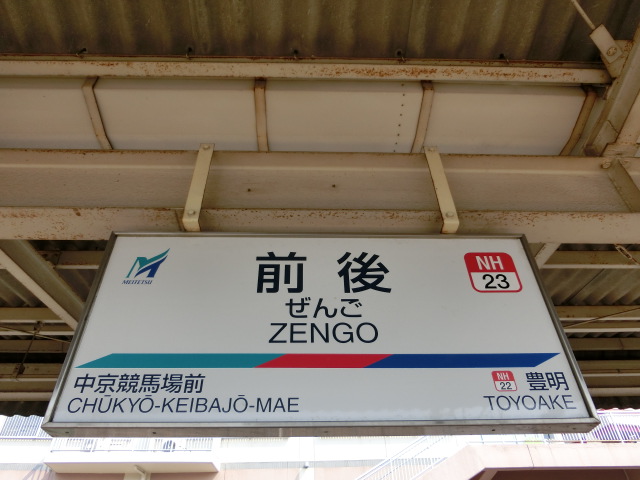 MEITETSU
前後
NH
23
ぜんご
ZENGO
中京競馬場前
CHŪKYŌ-KEIBAJŌ-MAE
NH
22
豊明
TOYOAKE